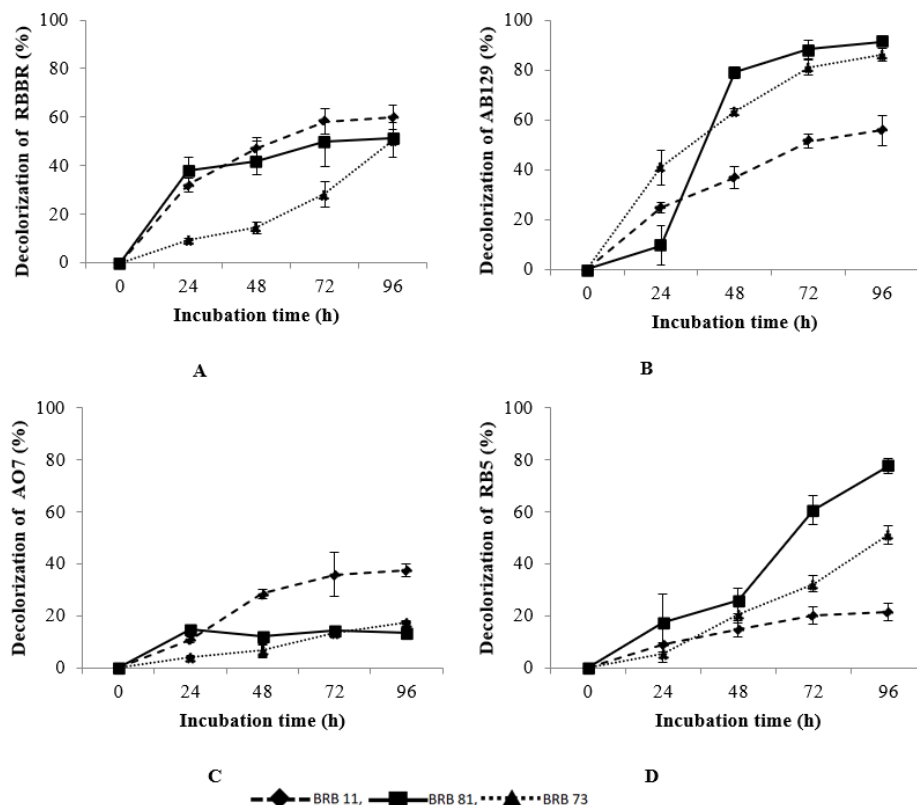 Decolorization of RBBR (%)
100
80
60
40
20
0
0 24 48 72 96
Incubation time (h)
A
Decolorization of AB129 (%)
100
80
60
40
20
0
0 24 48 72 96
Incubation time (h)
B
Decolorization of AO7 (%)
100
80
60
40
20
0
0 24 48 72 96
Incubation time (h)
C
Decolorization of RB5 (%)
100
80
60
40
20
0
0 24 48 72 96
Incubation time (h)
D
BRB 11, BRB 81, BRB 73